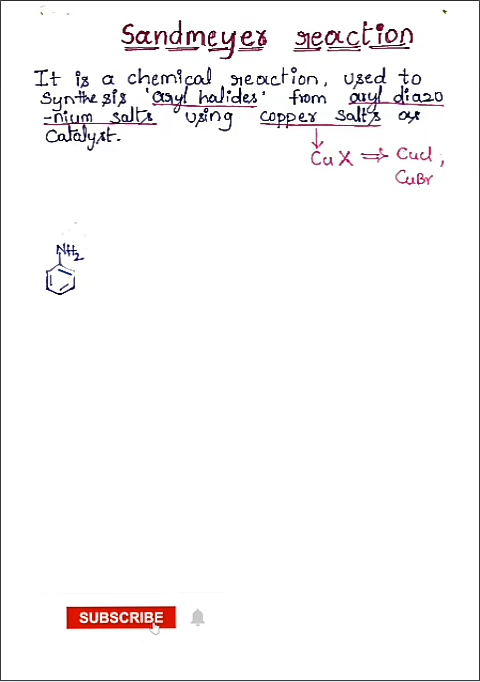 Sandmeyer reaction
It is a chemical reaction, used to
Synthesis 'aryl halides' from aryl diazo
-nium salts using copper salts as
Catalyst.
CuX ⇒ CuCl,
CuBr
NH₂
SUBSCRIBE